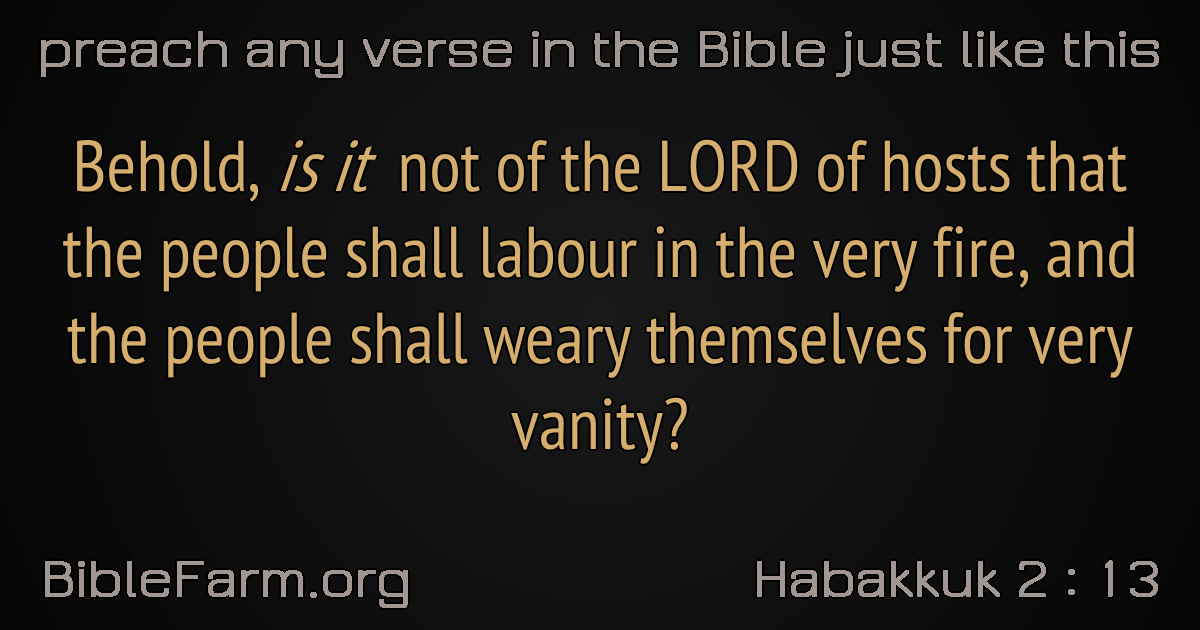 preach any verse in the Bible just like this
Behold, is it not of the LORD of hosts that
the people shall labour in the very fire, and
the people shall weary themselves for very
vanity?
BibleFarm.org
Habakkuk 2 : 13